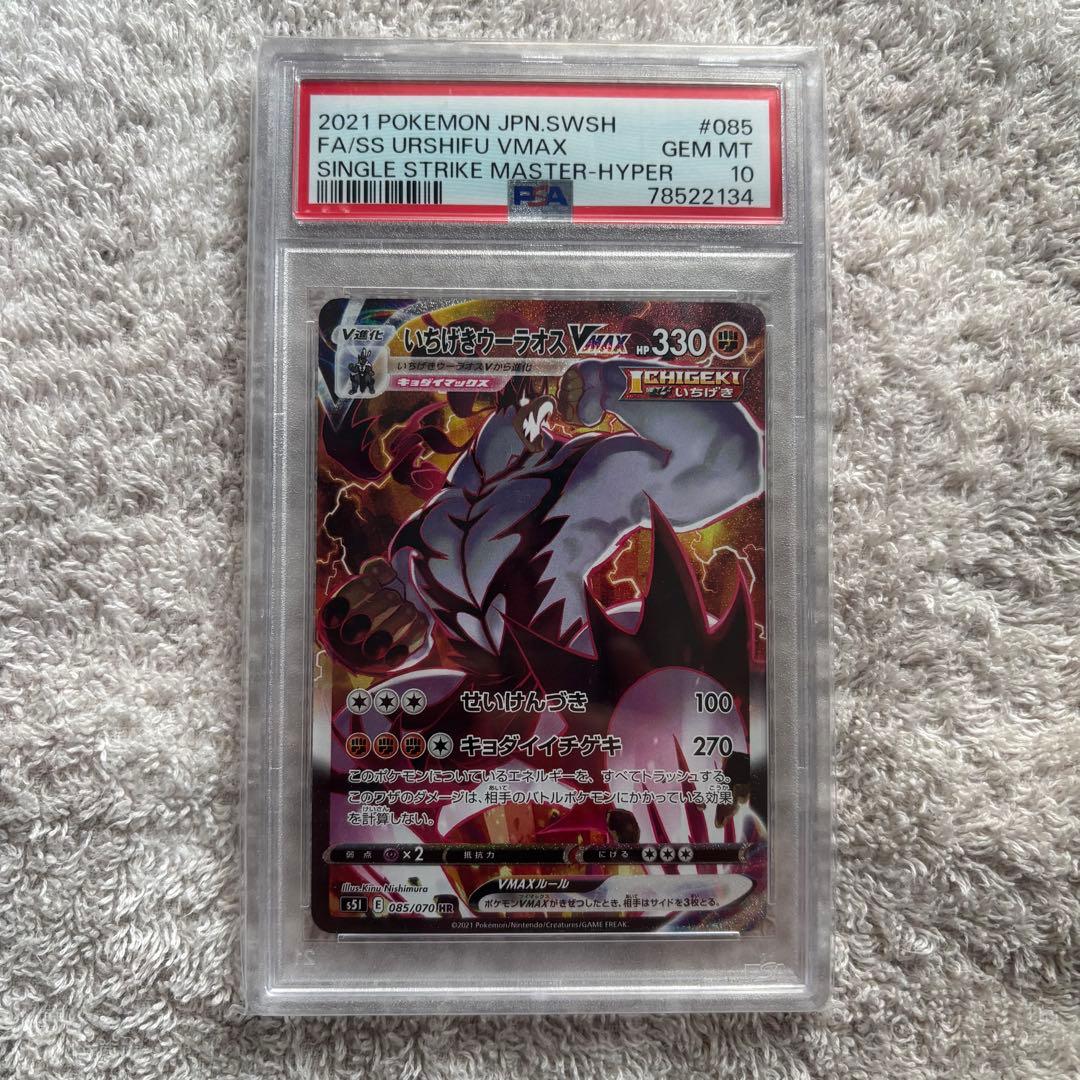 2021 POKEMON JPN.SWSH #085
FA/SS URSHIFU VMAX GEM MT
SINGLE STRIKE MASTER-HYPER 10
PSA 78522134
V進化 いちげきウーラオス VMAX HP 330
いちげきウーラオスVから進化
キョダイマックス
ICHIGEKI
いちげき
せいけんづき 100
キョダイイチゲキ 270
このポケモンについているエネルギーを、すべてトラッシュする。
このワザのダメージは、相手のバトルポケモンにかかっている効果
を計算しない。
弱点 ×2 抵抗力 にげる
Illus.Kinu Nishimura
VMAXルール
s5I E 085/070 HR
ポケモンVMAXがきぜつしたとき、相手はサイドを3枚とる。
©2021 Pokémon/Nintendo/Creatures/GAME FREAK.